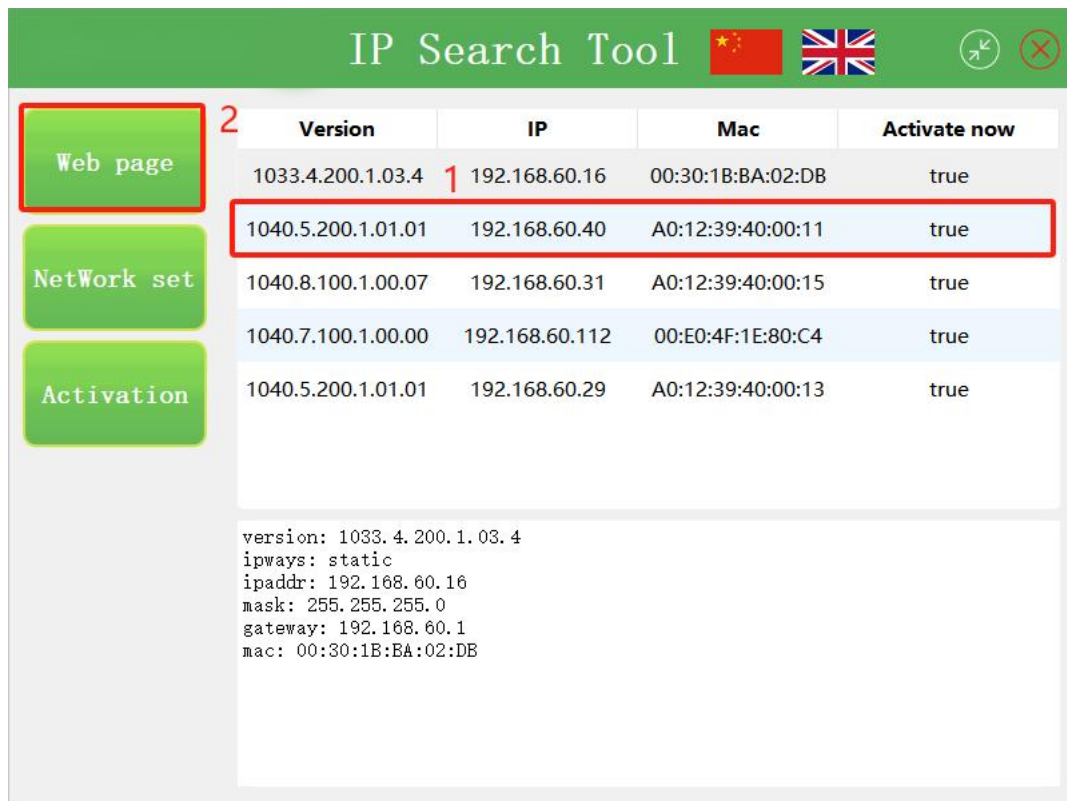 IP Search Tool
Web page
NetWork set
Activation
2
1
Version IP Mac Activate now
1033.4.200.1.03.4 192.168.60.16 00:30:1B:BA:02:DB true
1040.5.200.1.01.01 192.168.60.40 A0:12:39:40:00:11 true
1040.8.100.1.00.07 192.168.60.31 A0:12:39:40:00:15 true
1040.7.100.1.00.00 192.168.60.112 00:E0:4F:1E:80:C4 true
1040.5.200.1.01.01 192.168.60.29 A0:12:39:40:00:13 true
version: 1033.4.200.1.03.4
ipways: static
ipaddr: 192.168.60.16
mask: 255.255.255.0
gateway: 192.168.60.1
mac: 00:30:1B:BA:02:DB